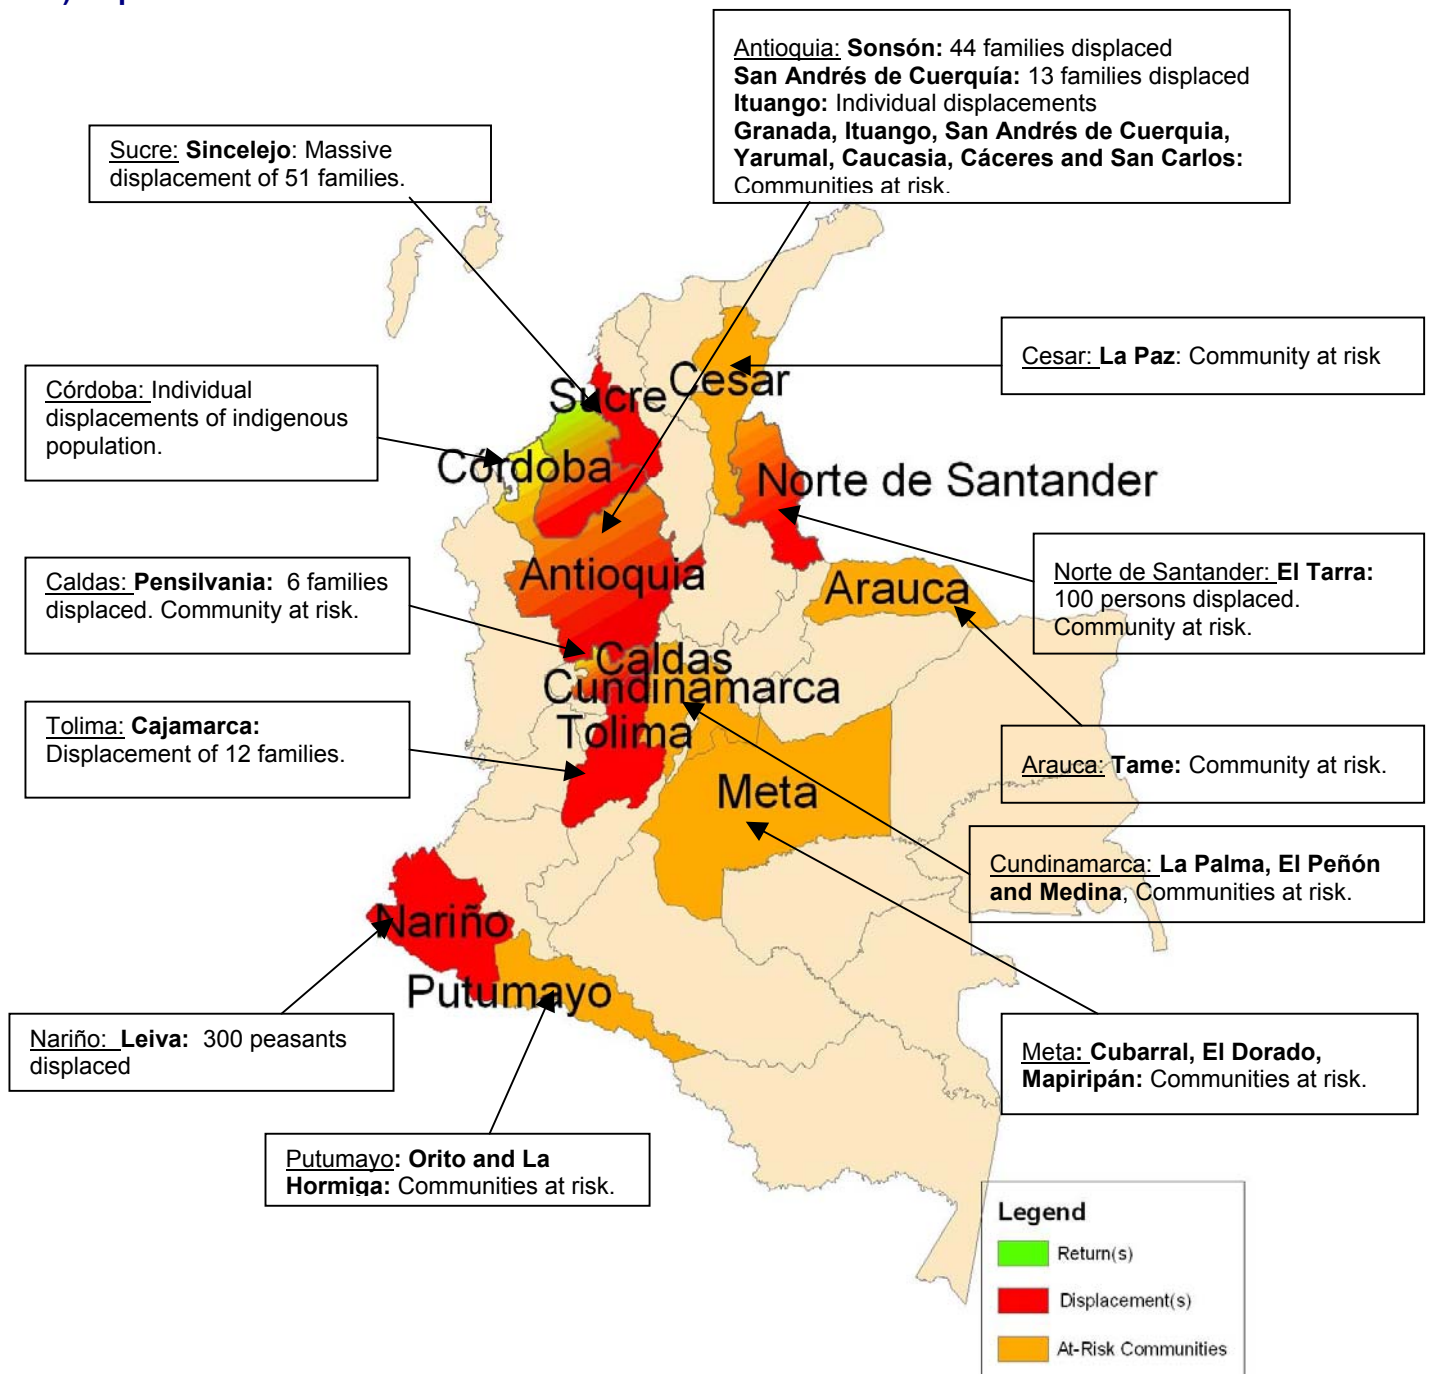 Antioquia: Sonsón: 44 families displaced
San Andrés de Cuerquía: 13 families displaced
Ituango: Individual displacements
Granada, Ituango, San Andrés de Cuerquia,
Yarumal, Caucasia, Cáceres and San Carlos:
Communities at risk.
Sucre: Sincelejo: Massive
displacement of 51 families.
Cesar: La Paz: Community at risk
Córdoba: Individual
displacements of indigenous
population.
Sucre
Cesar
Córdoba
Norte de Santander
Antioquia
Arauca
Caldas: Pensilvania: 6 families
displaced. Community at risk.
Norte de Santander: El Tarra:
100 persons displaced.
Community at risk.
Caldas
Cundinamarca
Tolima
Tolima: Cajamarca:
Displacement of 12 families.
Meta
Arauca: Tame: Community at risk.
Cundinamarca: La Palma, El Peñón
and Medina, Communities at risk.
Nariño
Putumayo
Nariño: Leiva: 300 peasants
displaced
Meta: Cubarral, El Dorado,
Mapiripán: Communities at risk.
Putumayo: Orito and La
Hormiga: Communities at risk.
Legend
Return(s)
Displacement(s)
At-Risk Communities